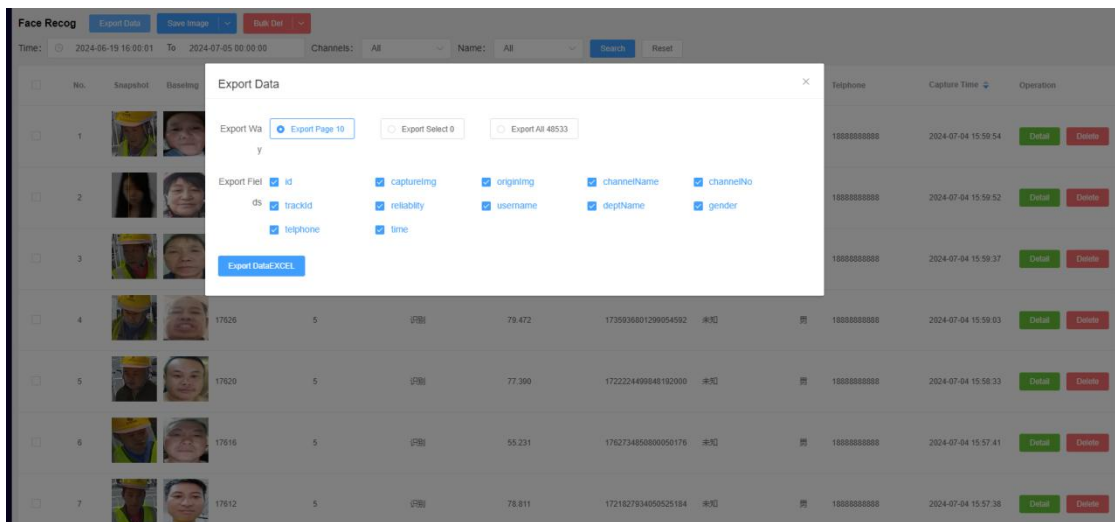 Face Recog Export Data Save Image Bulk Del
Time: 2024-06-19 16:00:01 To 2024-07-05 00:00:00 Channels: All Name: All Search Reset
No. Snapshot BaseImg Telphone Capture Time Operation
Export Data
Export Wa
y
Export Page 10 Export Select 0 Export All 48533
Export Fiel
ds
id captureImg originImg channelName channelNo
trackId reliablity username deptName gender
telphone time
Export DataEXCEL
1 18888888888 2024-07-04 15:59:54 Detail Delete
2 18888888888 2024-07-04 15:59:52 Detail Delete
3 18888888888 2024-07-04 15:59:37 Detail Delete
4 17626 5 识别 79.472 1735936801299054592 未知 男 18888888888 2024-07-04 15:59:03 Detail Delete
5 17620 5 识别 77.390 1722224499848192000 未知 男 18888888888 2024-07-04 15:58:33 Detail Delete
6 17616 5 识别 55.231 1762734850800050176 未知 男 18888888888 2024-07-04 15:57:41 Detail Delete
7 17612 5 识别 78.811 1721827934050525184 未知 男 18888888888 2024-07-04 15:57:38 Detail Delete